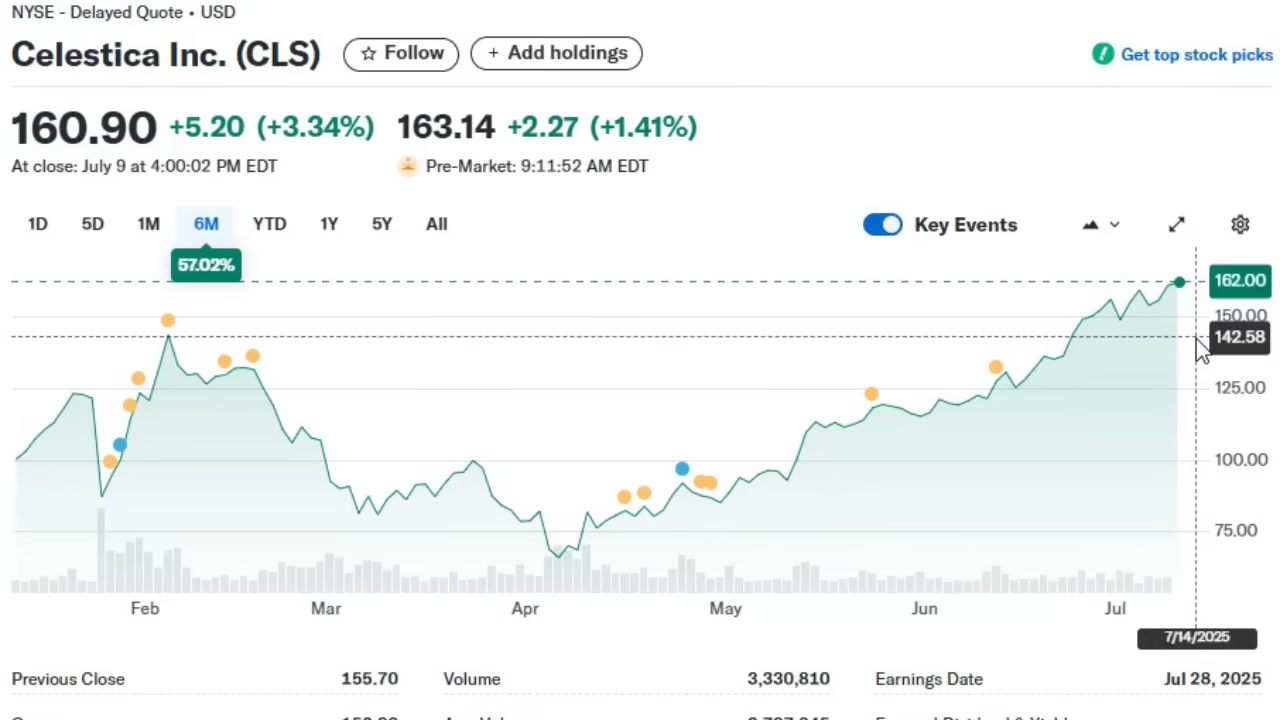 NYSE - Delayed Quote • USD
Celestica Inc. (CLS) Follow + Add holdings Get top stock picks
160.90 +5.20 (+3.34%) 163.14 +2.27 (+1.41%)
At close: July 9 at 4:00:02 PM EDT Pre-Market: 9:11:52 AM EDT
1D 5D 1M 6M YTD 1Y 5Y All Key Events
57.02%
162.00
150.00
142.58
125.00
100.00
75.00
Feb Mar Apr May Jun Jul
7/14/2025
Previous Close 155.70 Volume 3,330,810 Earnings Date Jul 28, 2025